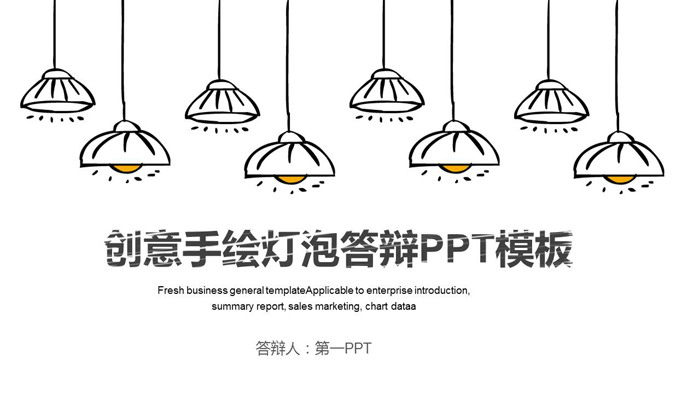 创意手绘灯泡答辩PPT模板
Fresh business general templateApplicable to enterprise introduction,
summary report, sales marketing, chart dataa
答辩人：第一PPT